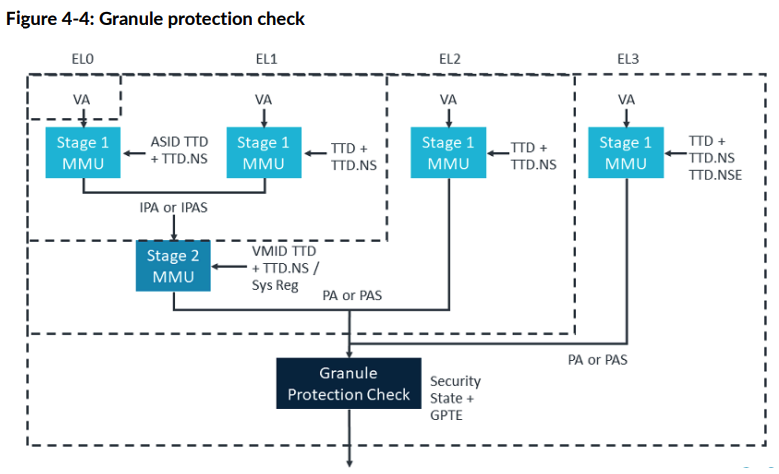 Figure 4-4: Granule protection check
EL0
EL1
EL2
EL3
VA
VA
VA
VA
Stage 1
MMU
ASID TTD
+ TTD.NS
Stage 1
MMU
TTD +
TTD.NS
Stage 1
MMU
TTD +
TTD.NS
Stage 1
MMU
TTD +
TTD.NS
TTD.NSE
IPA or IPAS
Stage 2
MMU
VMID TTD
+ TTD.NS /
Sys Reg
PA or PAS
PA or PAS
Granule
Protection Check
Security
State +
GPTE